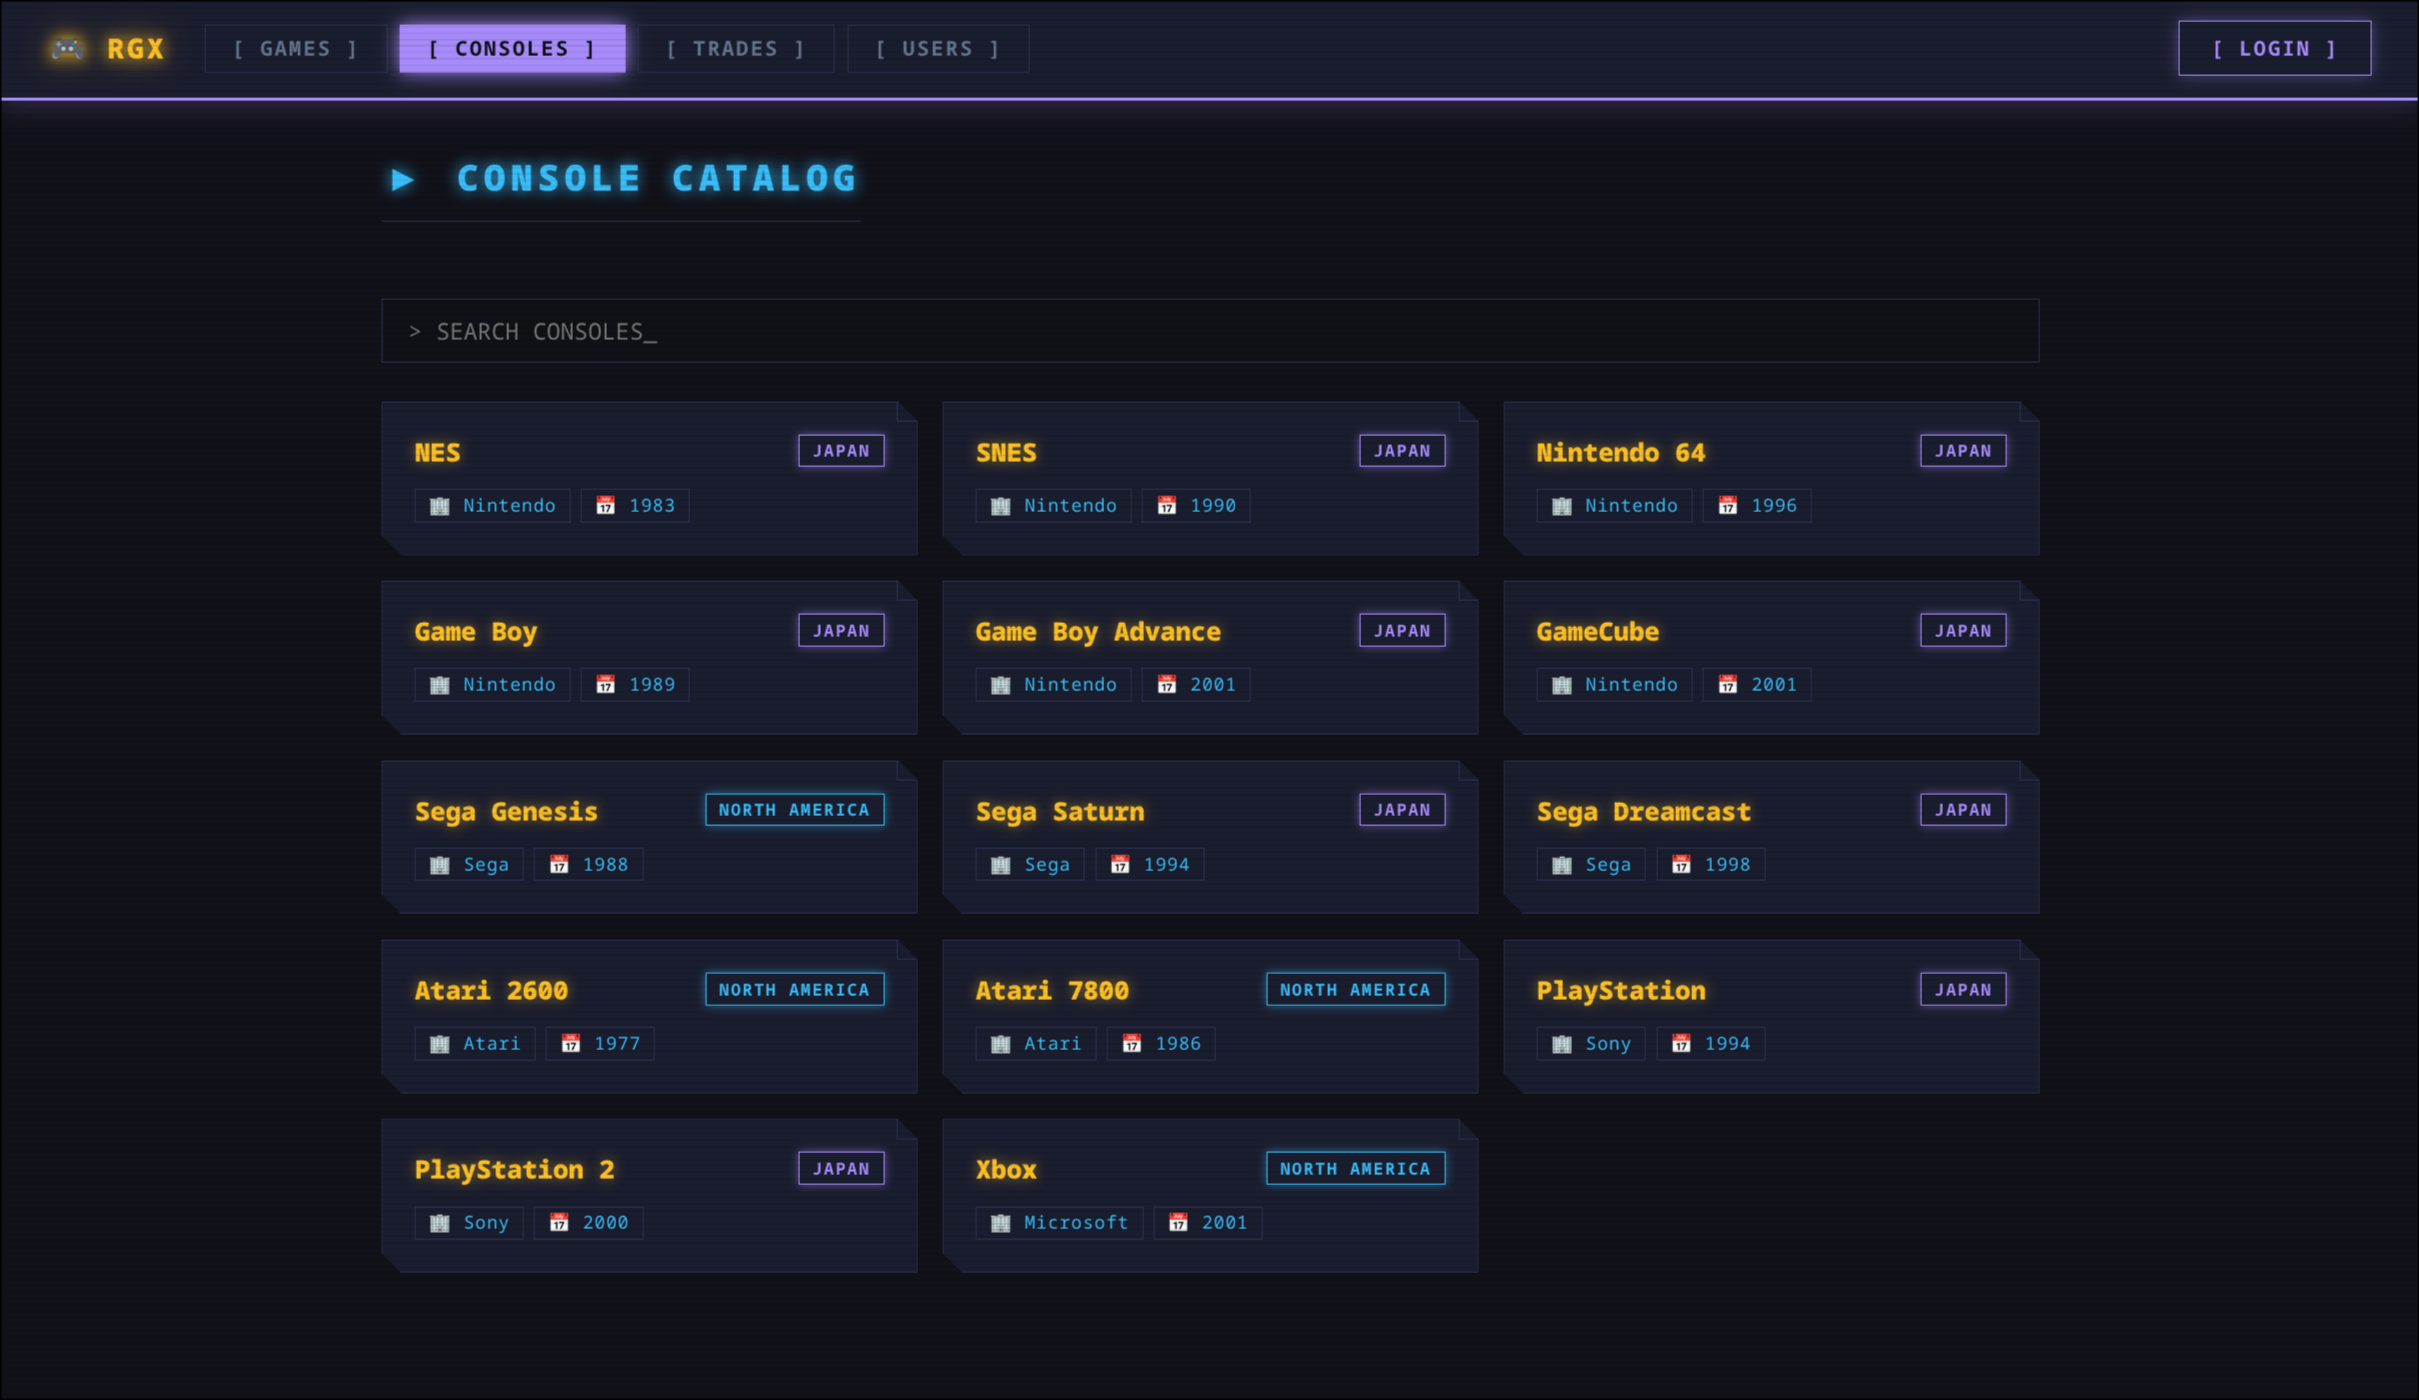 RGX [ GAMES ] [ CONSOLES ] [ TRADES ] [ USERS ] [ LOGIN ]
▶ CONSOLE CATALOG
> SEARCH CONSOLES_
NES JAPAN
Nintendo 1983
SNES JAPAN
Nintendo 1990
Nintendo 64 JAPAN
Nintendo 1996
Game Boy JAPAN
Nintendo 1989
Game Boy Advance JAPAN
Nintendo 2001
GameCube JAPAN
Nintendo 2001
Sega Genesis NORTH AMERICA
Sega 1988
Sega Saturn JAPAN
Sega 1994
Sega Dreamcast JAPAN
Sega 1998
Atari 2600 NORTH AMERICA
Atari 1977
Atari 7800 NORTH AMERICA
Atari 1986
PlayStation JAPAN
Sony 1994
PlayStation 2 JAPAN
Sony 2000
Xbox NORTH AMERICA
Microsoft 2001